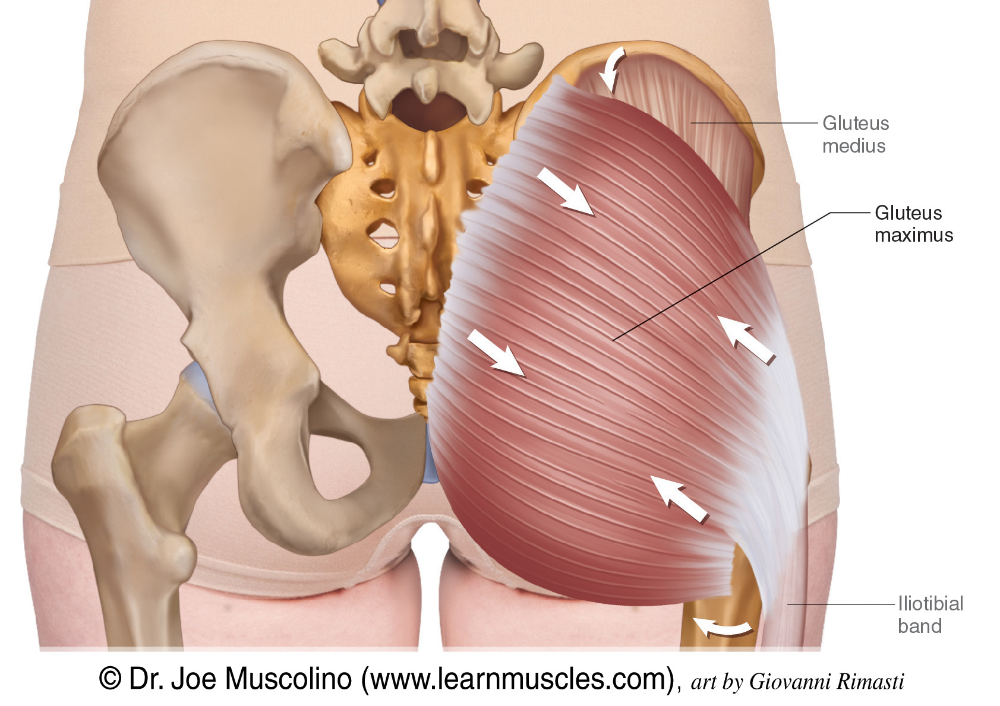 Gluteus
medius
Gluteus
maximus
Iliotibial
band
© Dr. Joe Muscolino (www.learnmuscles.com), art by Giovanni Rimasti